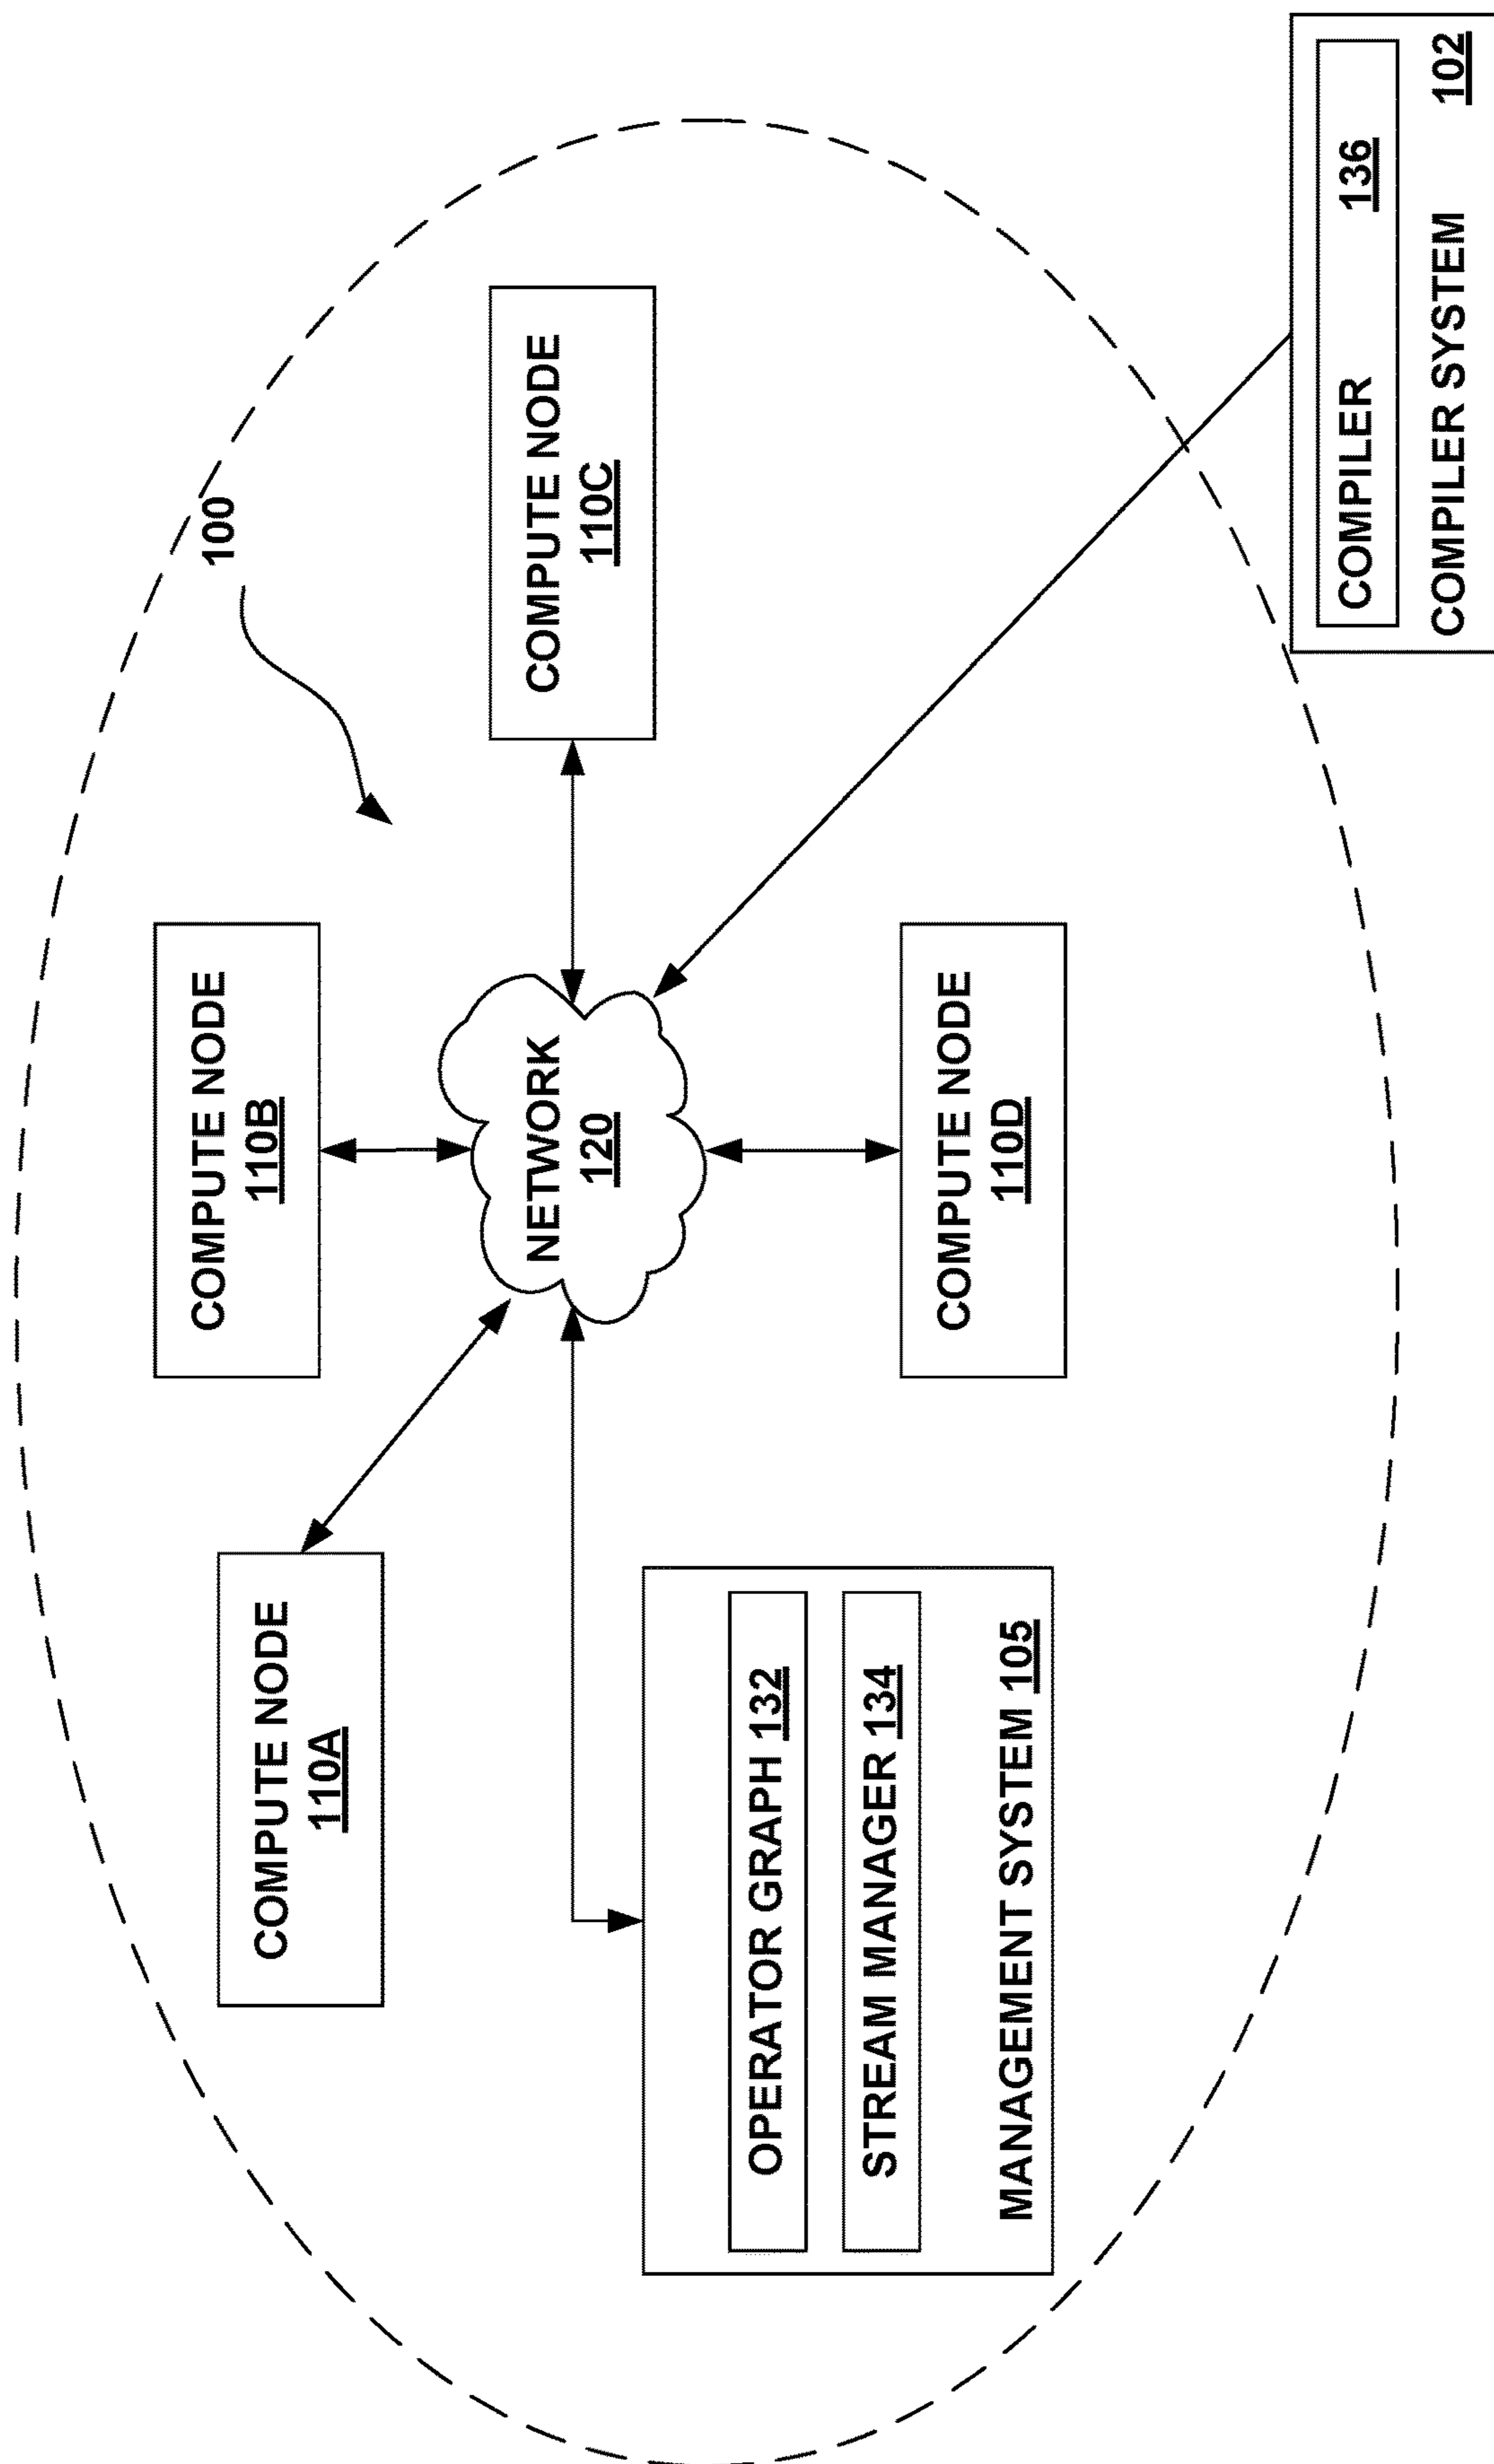 100
COMPUTE NODE
110B
COMPUTE NODE
110A
COMPUTE NODE
110C
NETWORK
120
OPERATOR GRAPH 132
STREAM MANAGER 134
MANAGEMENT SYSTEM 105
COMPUTE NODE
110D
COMPILER 136
COMPILER SYSTEM 102